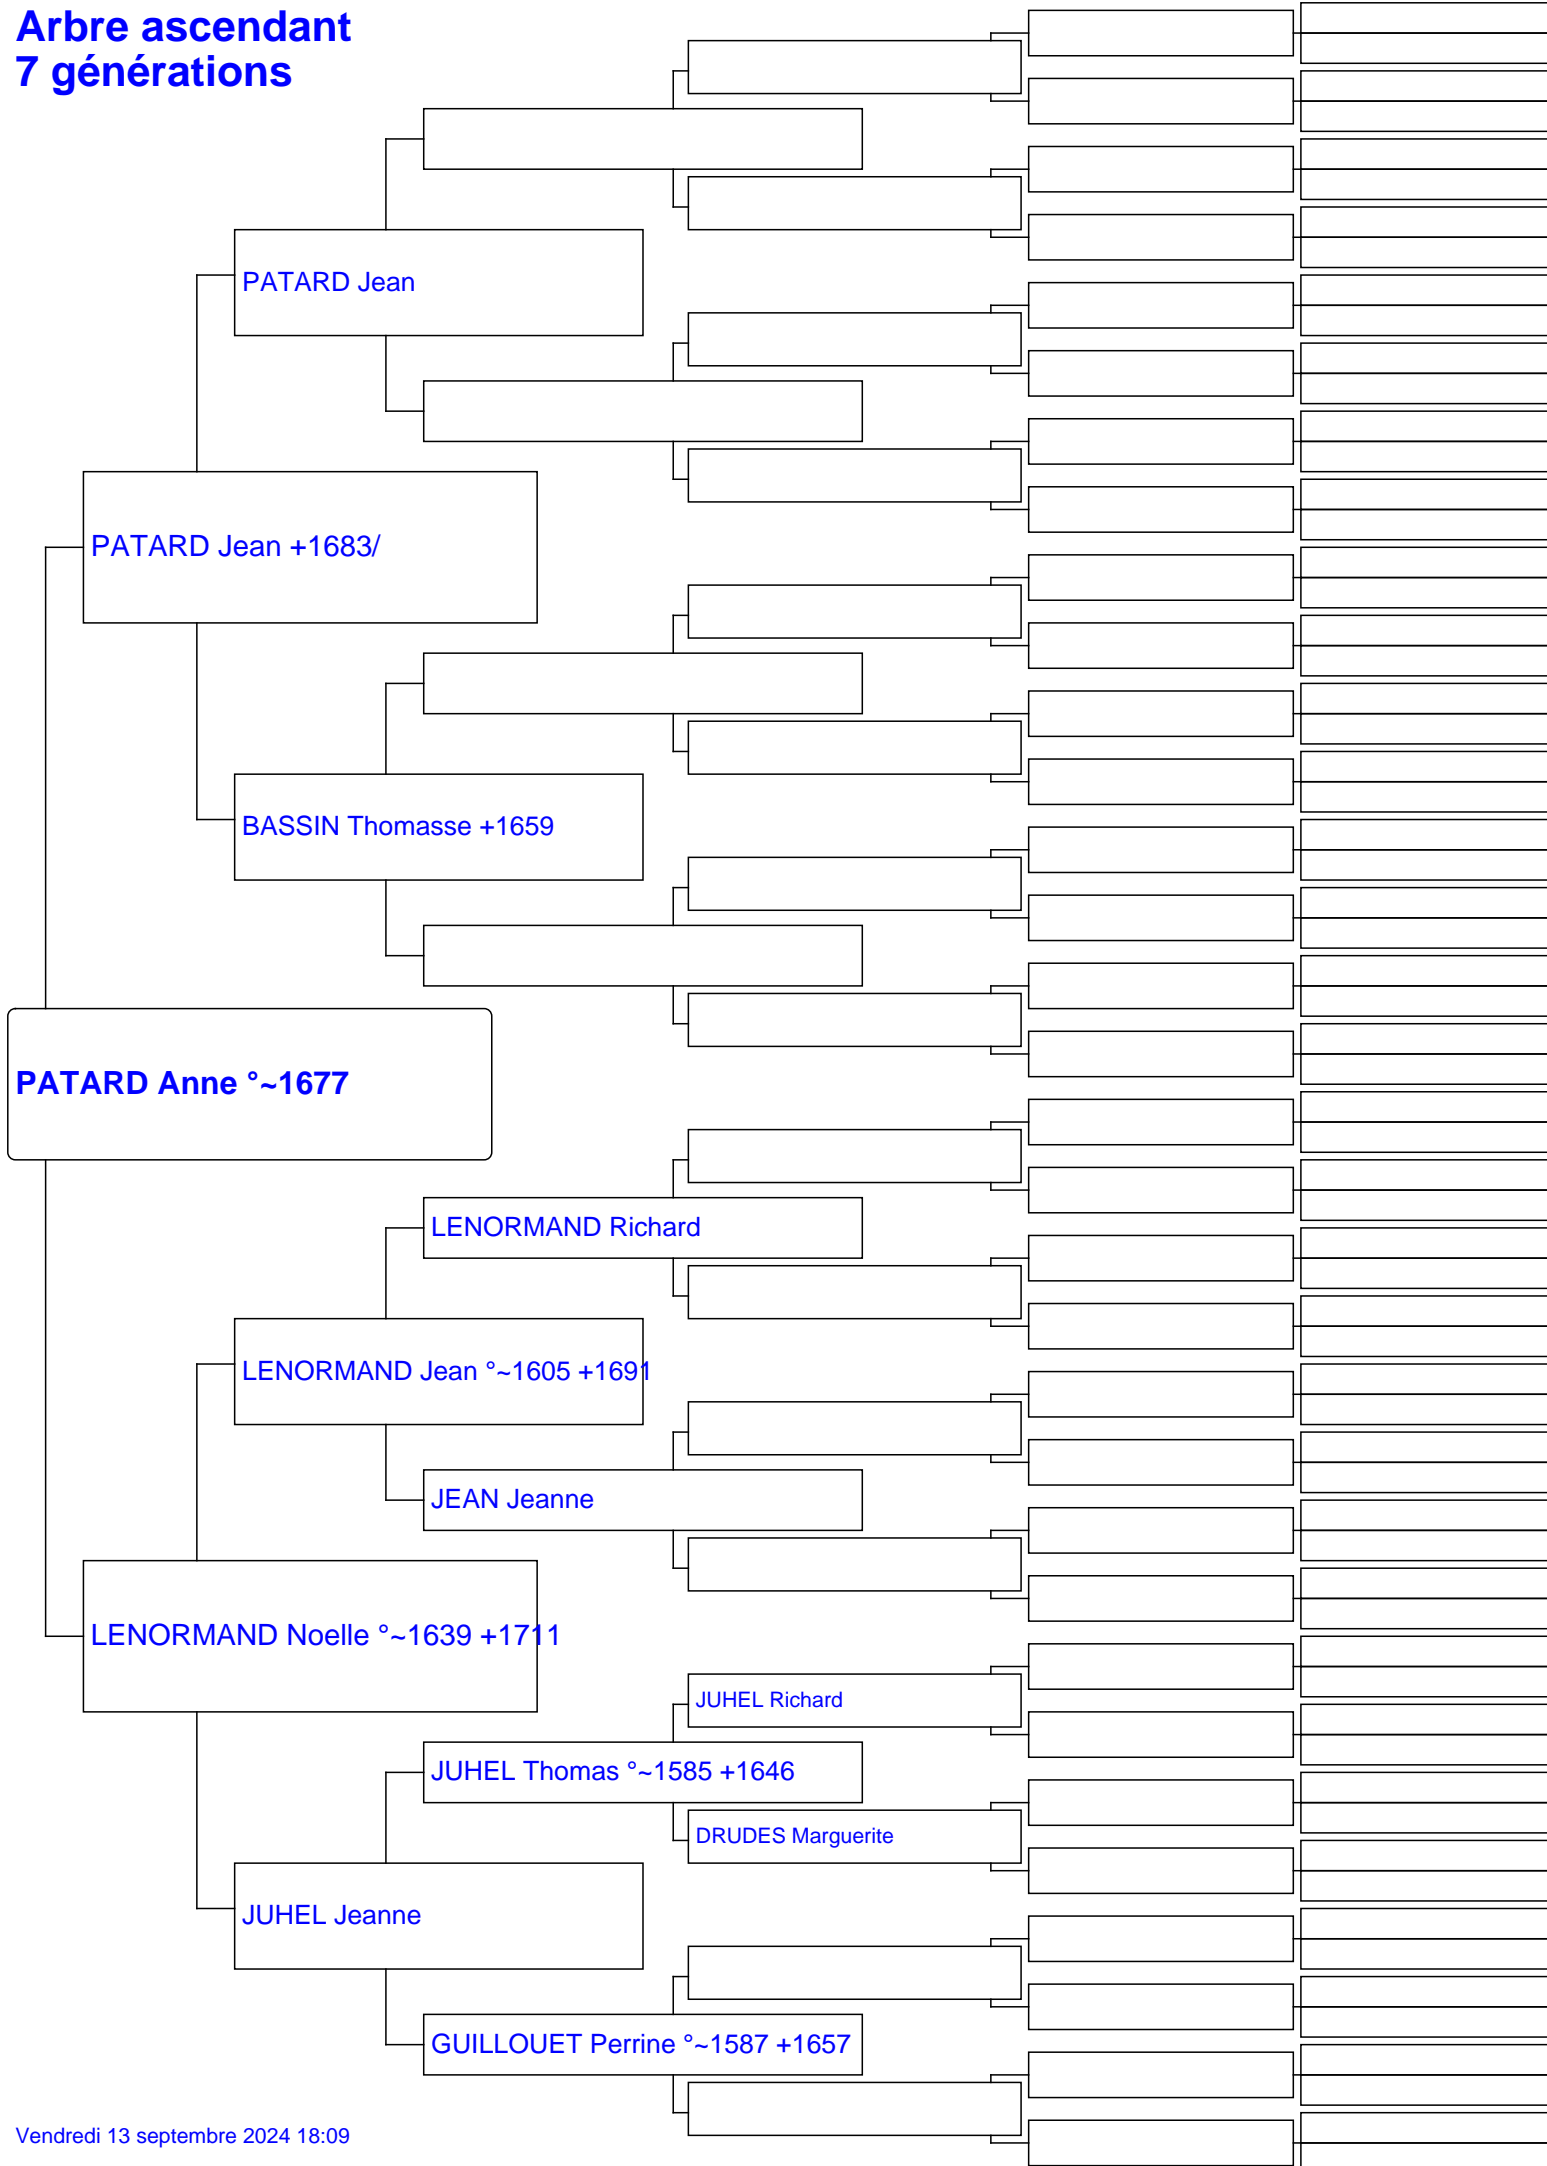 Arbre ascendant
7 générations
PATARD Jean
PATARD Jean +1683/
BASSIN Thomasse +1659
PATARD Anne °~1677
LENORMAND Richard
LENORMAND Jean °~1605 +1691
JEAN Jeanne
LENORMAND Noelle °~1639 +1711
JUHEL Richard
JUHEL Thomas °~1585 +1646
DRUDES Marguerite
JUHEL Jeanne
GUILLOUET Perrine °~1587 +1657
Vendredi 13 septembre 2024 18:09